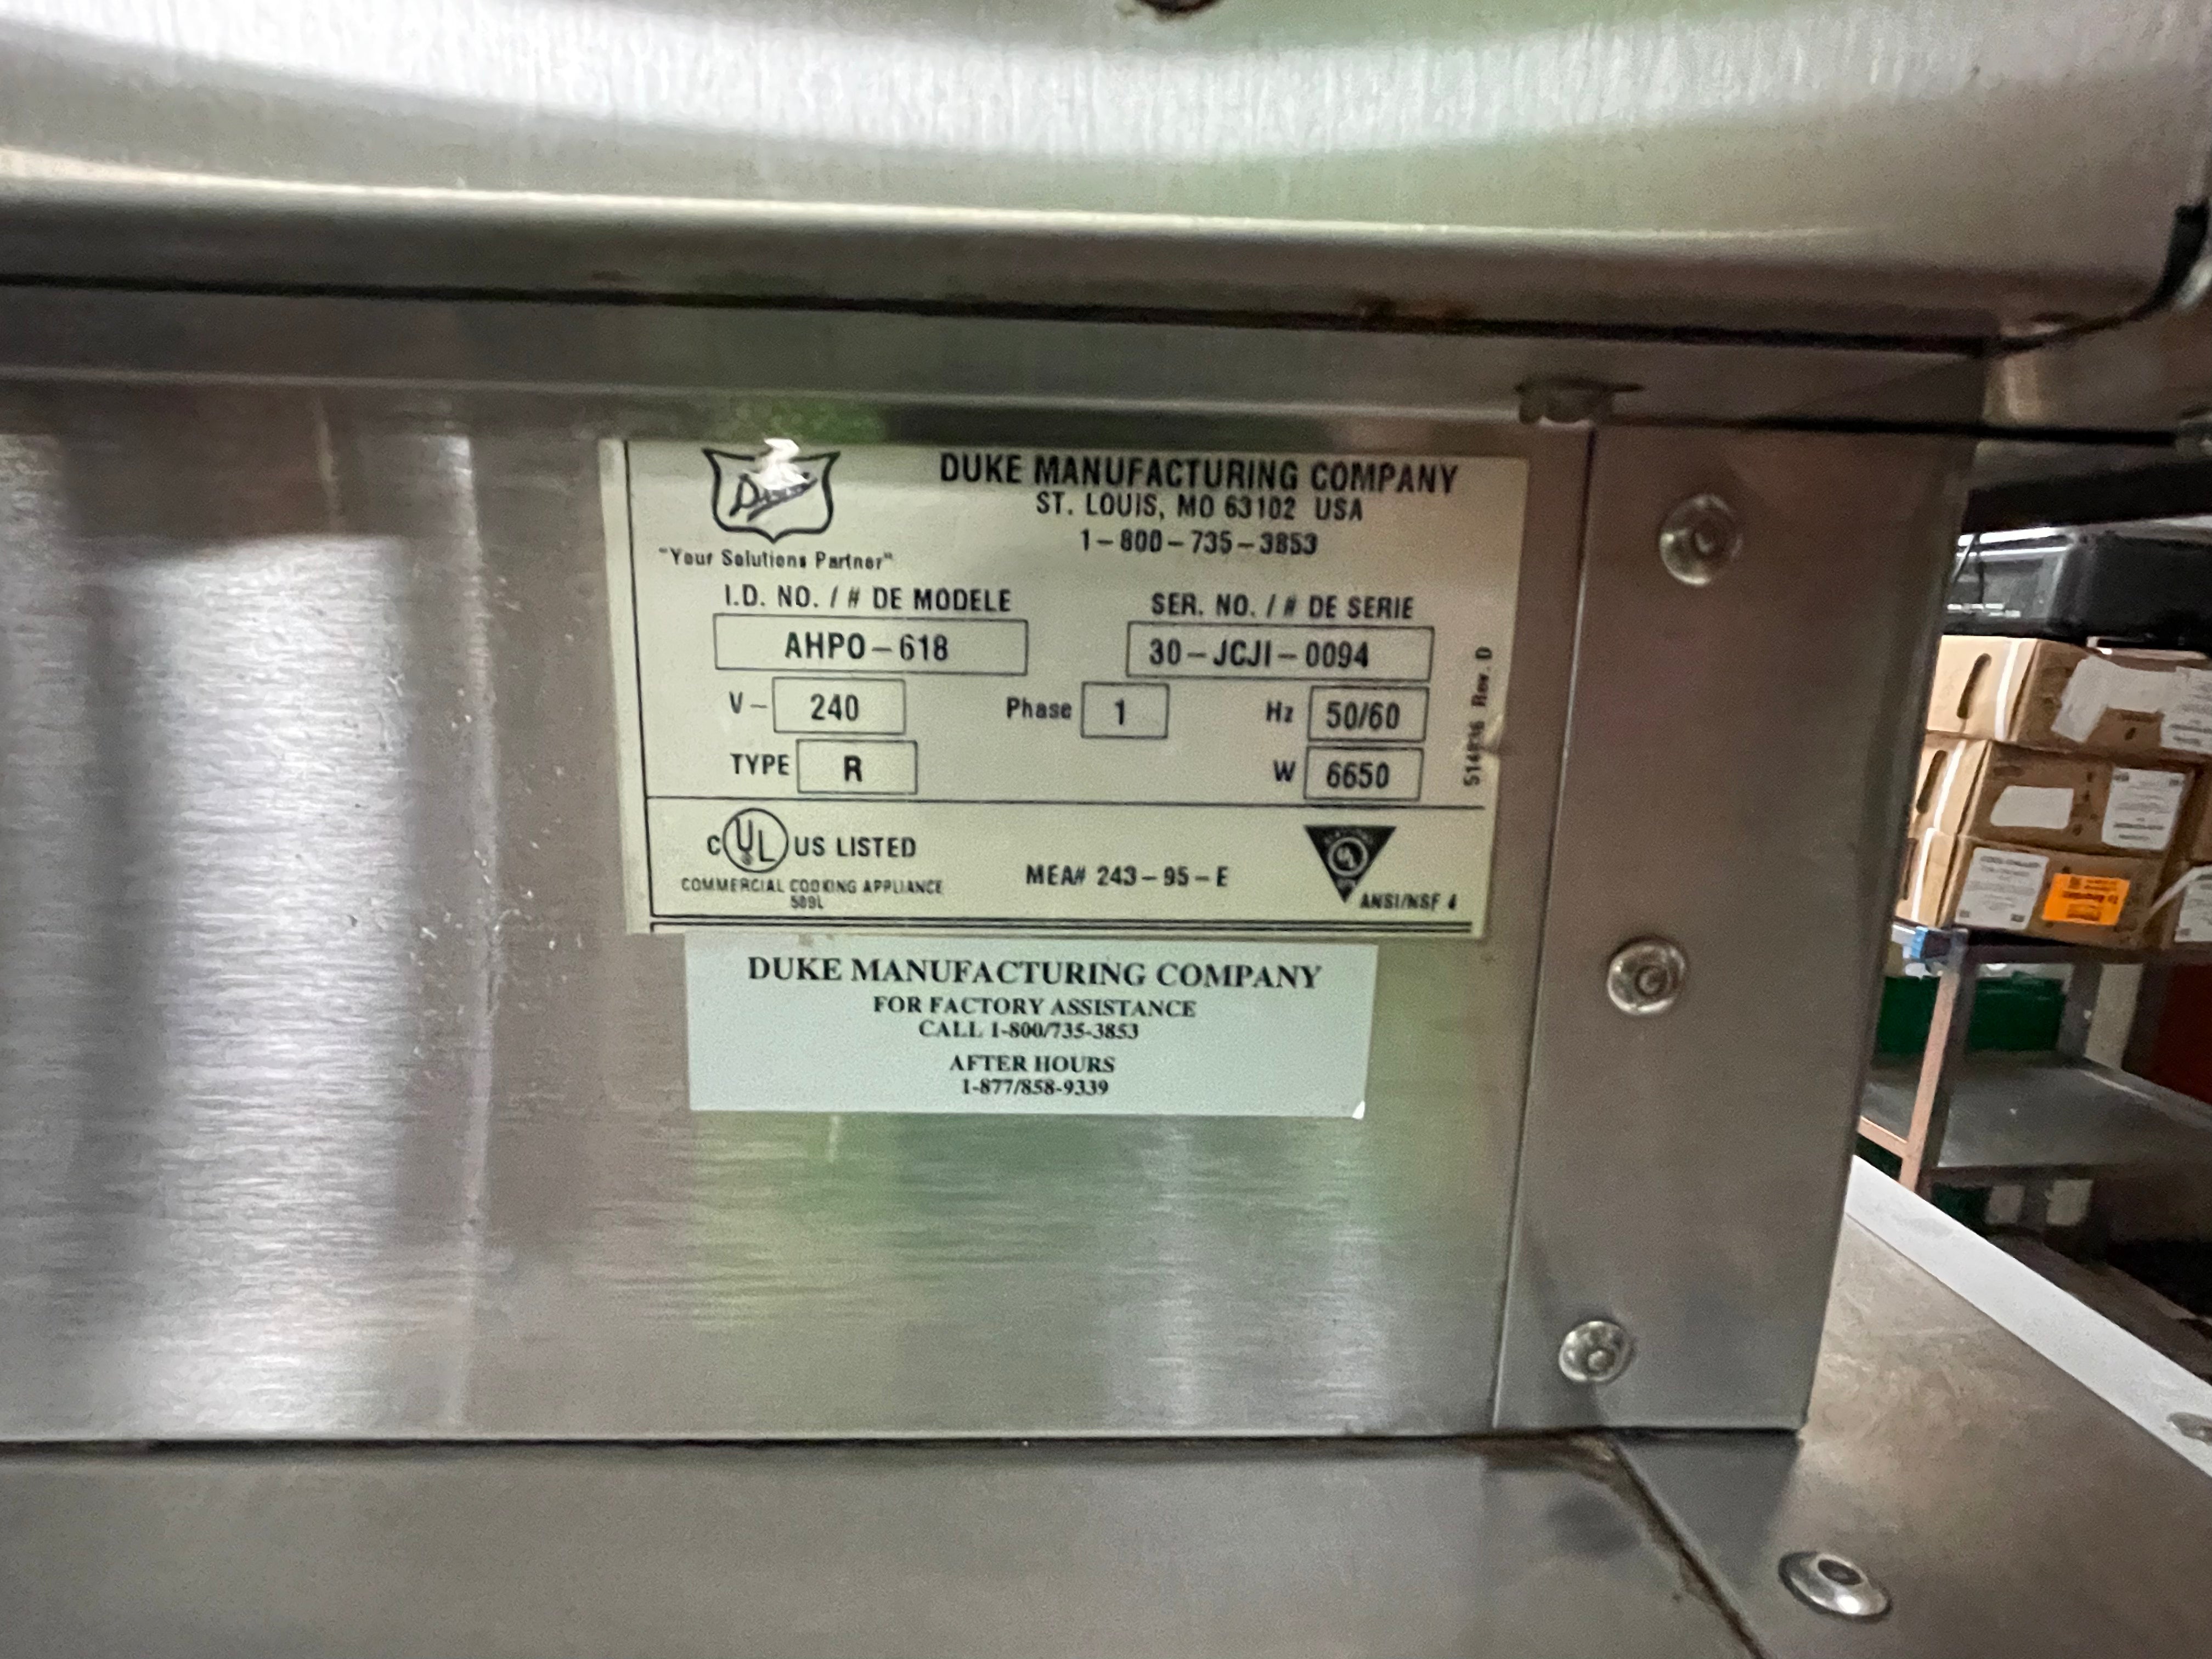 DUKE MANUFACTURING COMPANY
ST. LOUIS, MO 63102 USA
1-800-735-3853
"Your Solutions Partner"
I.D. NO. / # DE MODELE
AHPO-618
SER. NO. / # DE SERIE
30-JCJI-0094
V- 240
Phase 1
Hz 50/60
TYPE R
W 6650
Rev. D
C UL US LISTED
COMMERCIAL COOKING APPLIANCE
509L
MEA# 243-95-E
ANSI/NSF 4
DUKE MANUFACTURING COMPANY
FOR FACTORY ASSISTANCE
CALL 1-800/735-3853
AFTER HOURS
1-877/858-9339